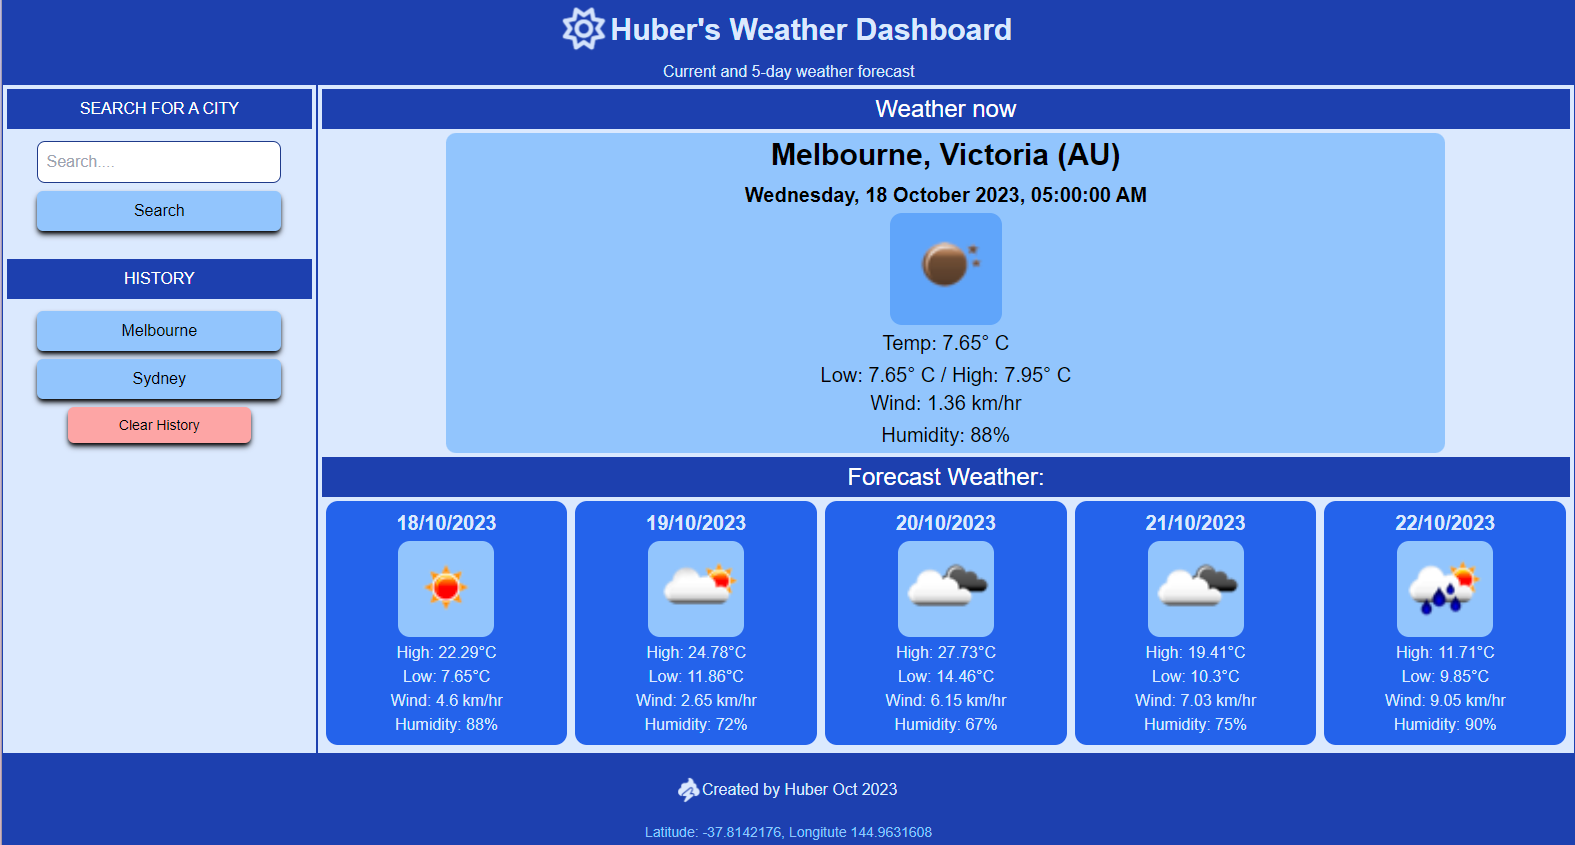 Huber's Weather Dashboard
Current and 5-day weather forecast
SEARCH FOR A CITY
Search....
Search
HISTORY
Melbourne
Sydney
Clear History
Weather now
Melbourne, Victoria (AU)
Wednesday, 18 October 2023, 05:00:00 AM
Temp: 7.65° C
Low: 7.65° C / High: 7.95° C
Wind: 1.36 km/hr
Humidity: 88%
Forecast Weather:
18/10/2023
High: 22.29°C
Low: 7.65°C
Wind: 4.6 km/hr
Humidity: 88%
19/10/2023
High: 24.78°C
Low: 11.86°C
Wind: 2.65 km/hr
Humidity: 72%
20/10/2023
High: 27.73°C
Low: 14.46°C
Wind: 6.15 km/hr
Humidity: 67%
21/10/2023
High: 19.41°C
Low: 10.3°C
Wind: 7.03 km/hr
Humidity: 75%
22/10/2023
High: 11.71°C
Low: 9.85°C
Wind: 9.05 km/hr
Humidity: 90%
Created by Huber Oct 2023
Latitude: -37.8142176, Longitute 144.9631608